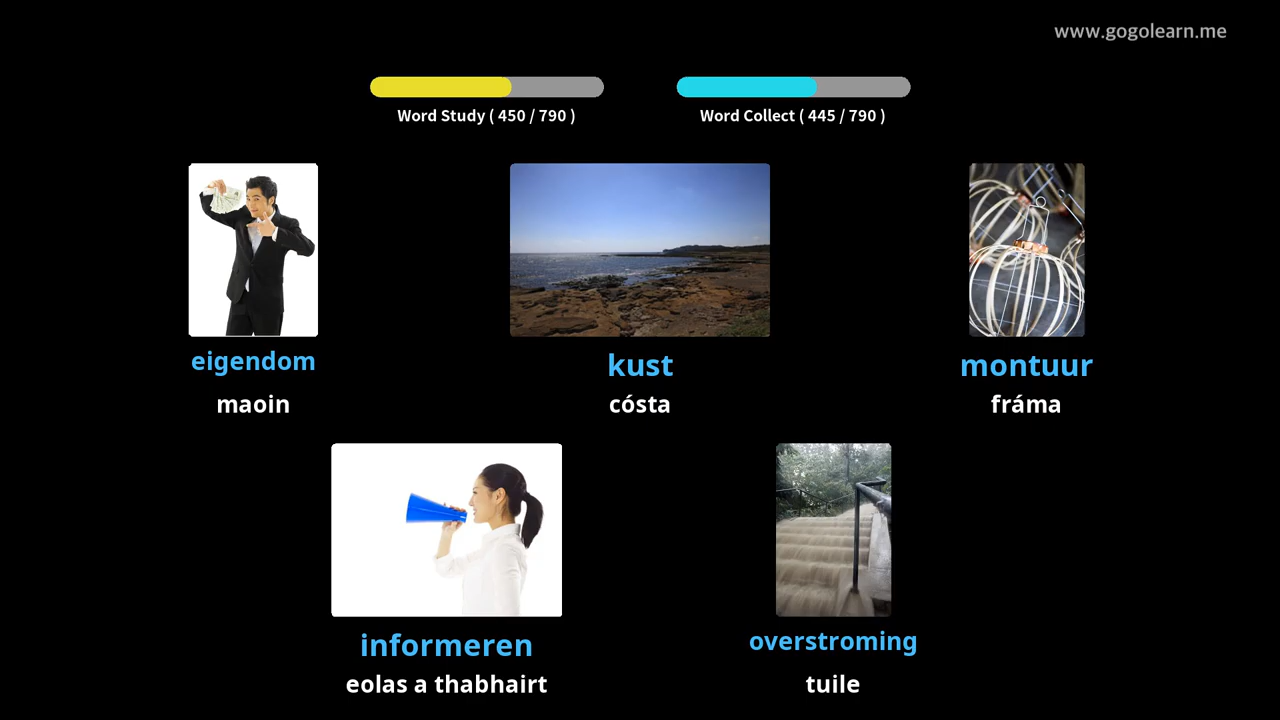 www.gogolearn.me
Word Study ( 450 / 790 )
Word Collect ( 445 / 790 )
eigendom
maoin
kust
cósta
montuur
fráma
informeren
eolas a thabhairt
overstroming
tuile